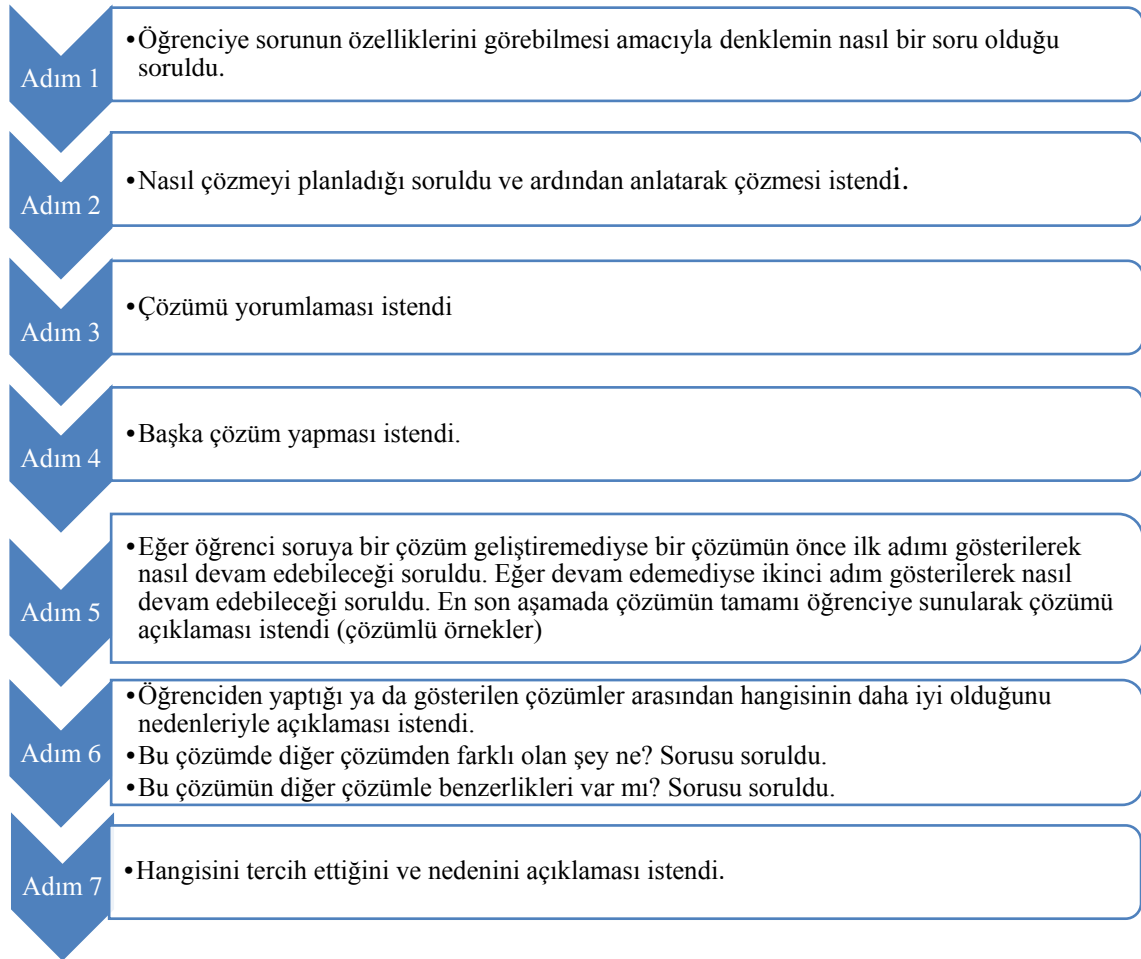 Adım 1
•Öğrenciye sorunun özelliklerini görebilmesi amacıyla denklemin nasıl bir soru olduğu
soruldu.
Adım 2
•Nasıl çözmeyi planladığı soruldu ve ardından anlatarak çözmesi istendi.
Adım 3
•Çözümü yorumlaması istendi
Adım 4
•Başka çözüm yapması istendi.
Adım 5
•Eğer öğrenci soruya bir çözüm geliştiremediyse bir çözümün önce ilk adımı gösterilerek
nasıl devam edebileceği soruldu. Eğer devam edemediyse ikinci adım gösterilerek nasıl
devam edebileceği soruldu. En son aşamada çözümün tamamı öğrenciye sunularak çözümü
açıklaması istendi (çözümlü örnekler)
Adım 6
•Öğrenciden yaptığı ya da gösterilen çözümler arasından hangisinin daha iyi olduğunu
nedenleriyle açıklaması istendi.
•Bu çözümde diğer çözümden farklı olan şey ne? Sorusu soruldu.
•Bu çözümün diğer çözümle benzerlikleri var mı? Sorusu soruldu.
Adım 7
•Hangisini tercih ettiğini ve nedenini açıklaması istendi.